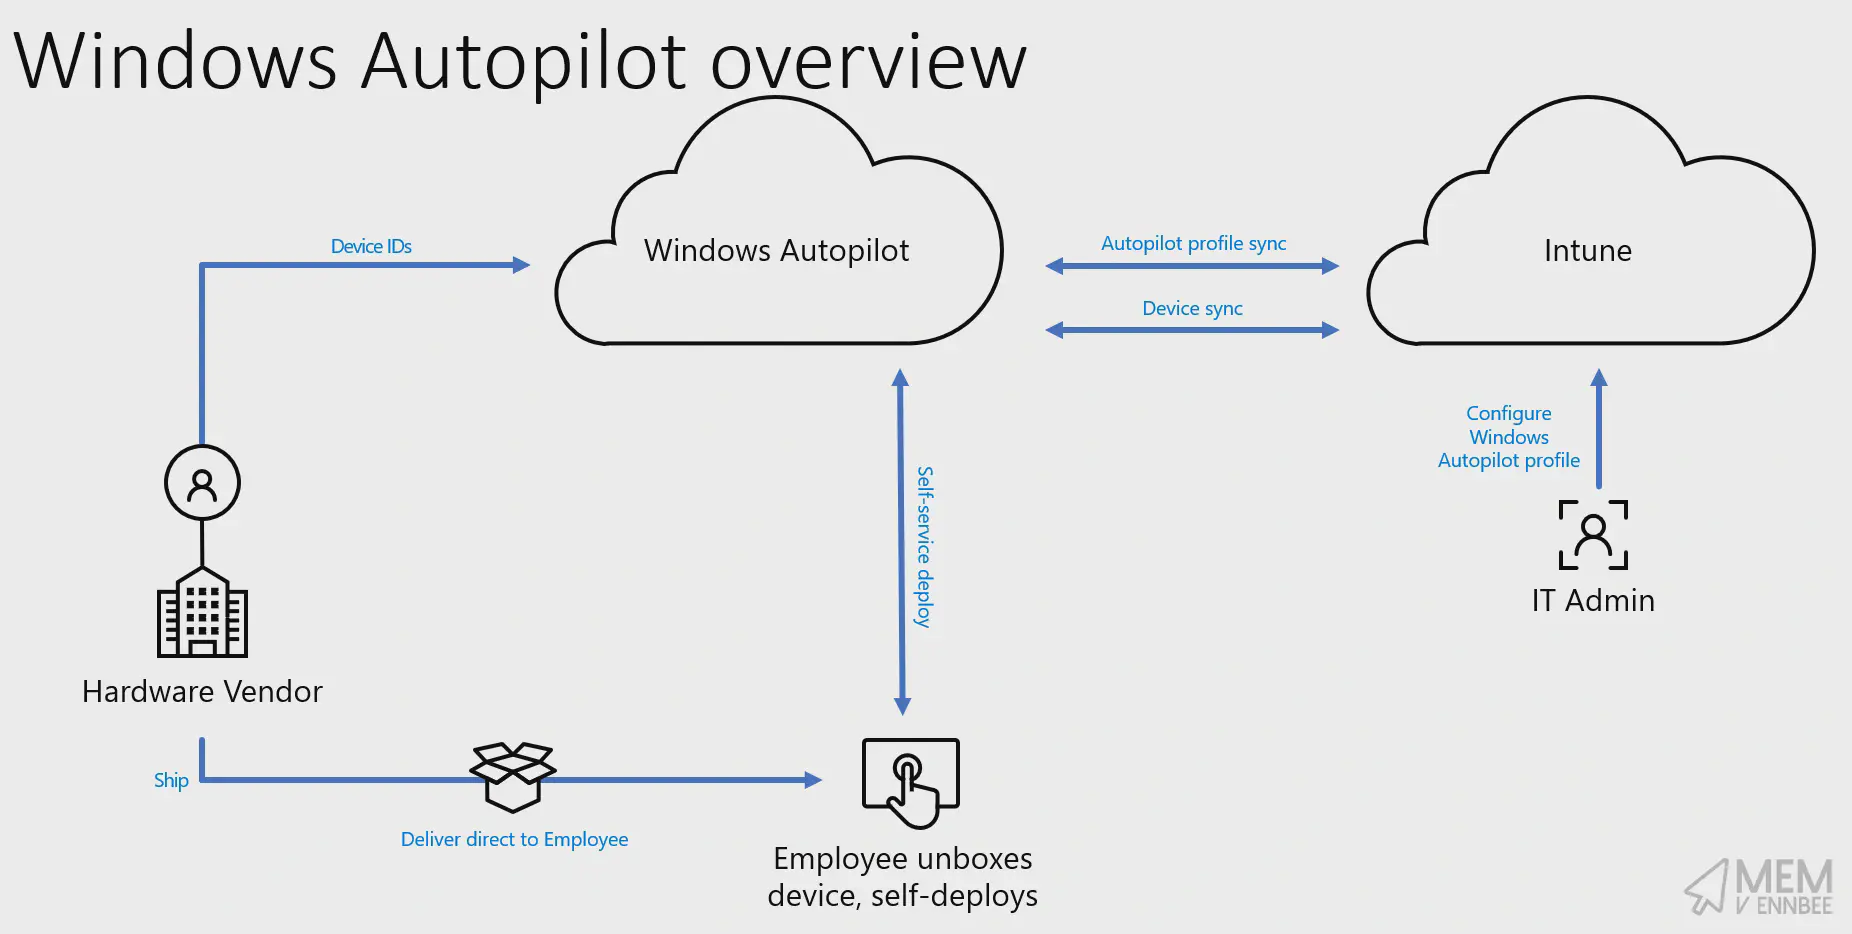 Windows Autopilot overview
Device IDs
Windows Autopilot
Autopilot profile sync
Device sync
Intune
Configure
Windows
Autopilot profile
IT Admin
Self-service deploy
Hardware Vendor
Ship
Deliver direct to Employee
Employee unboxes
device, self-deploys
MEM
V ENNBEE